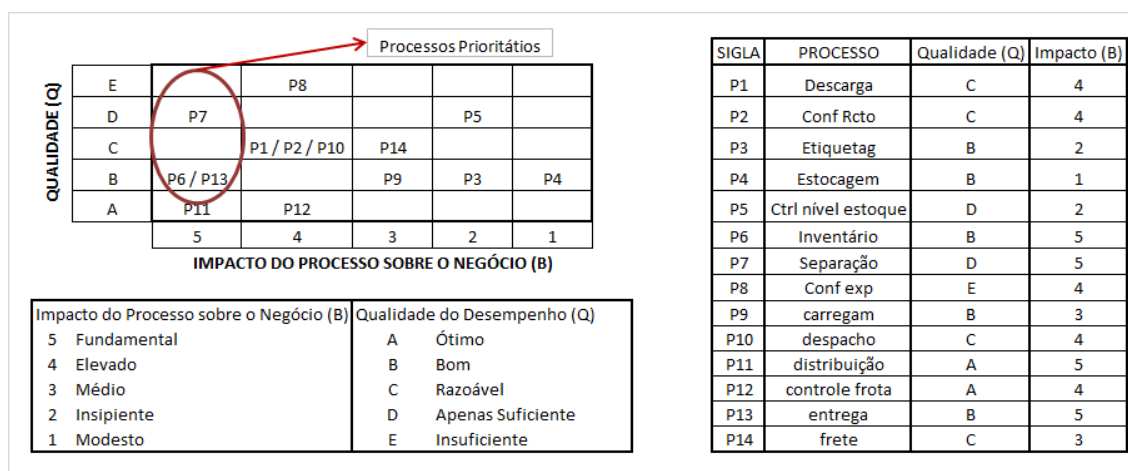 Processos Prioritátios
QUALIDADE (Q)
E P8
D P7 P5
C P1 / P2 / P10 P14
B P6 / P13 P9 P3 P4
A P11 P12
5 4 3 2 1
IMPACTO DO PROCESSO SOBRE O NEGÓCIO (B)
Impacto do Processo sobre o Negócio (B) Qualidade do Desempenho (Q)
5 Fundamental A Ótimo
4 Elevado B Bom
3 Médio C Razoável
2 Insipiente D Apenas Suficiente
1 Modesto E Insuficiente
SIGLA PROCESSO Qualidade (Q) Impacto (B)
P1 Descarga C 4
P2 Conf Rcto C 4
P3 Etiquetag B 2
P4 Estocagem B 1
P5 Ctrl nível estoque D 2
P6 Inventário B 5
P7 Separação D 5
P8 Conf exp E 4
P9 carregam B 3
P10 despacho C 4
P11 distribuição A 5
P12 controle frota A 4
P13 entrega B 5
P14 frete C 3